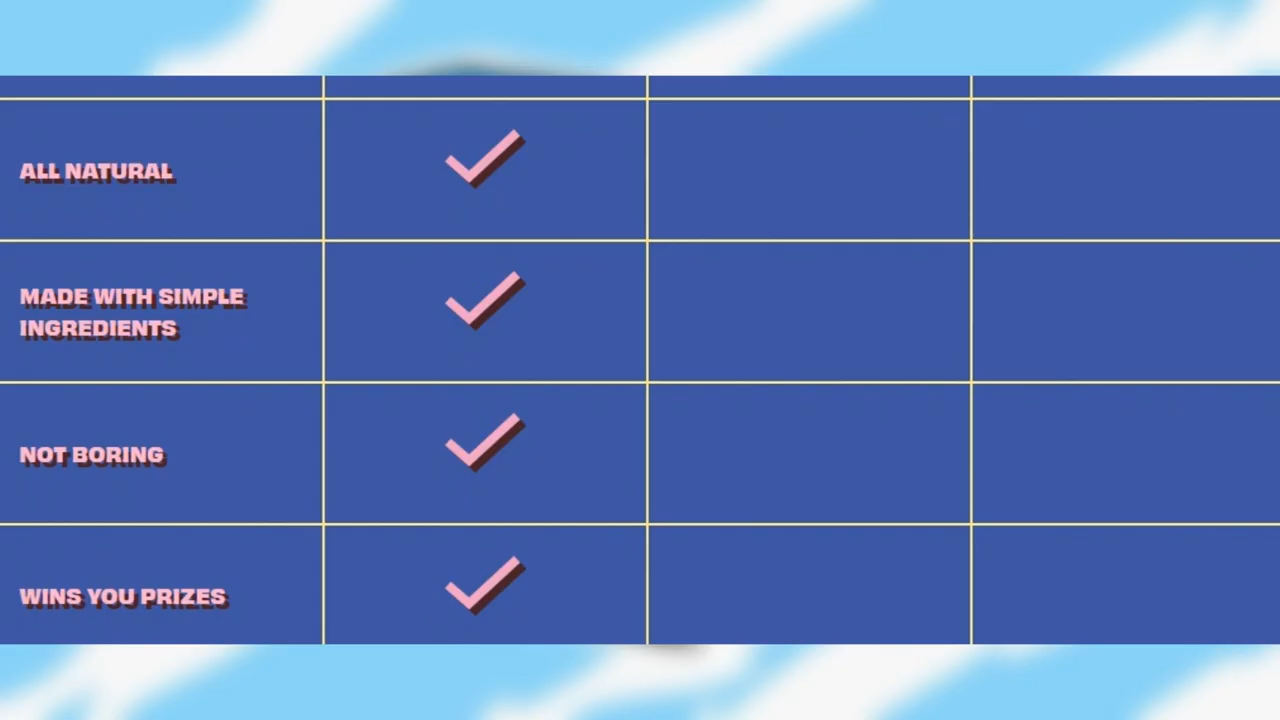 ALL NATURAL
MADE WITH SIMPLE
INGREDIENTS
NOT BORING
WINS YOU PRIZES